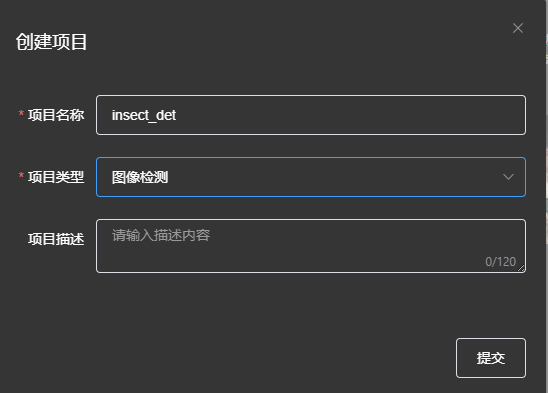 创建项目
* 项目名称 insect_det
* 项目类型 图像检测
项目描述 请输入描述内容
0/120
提交